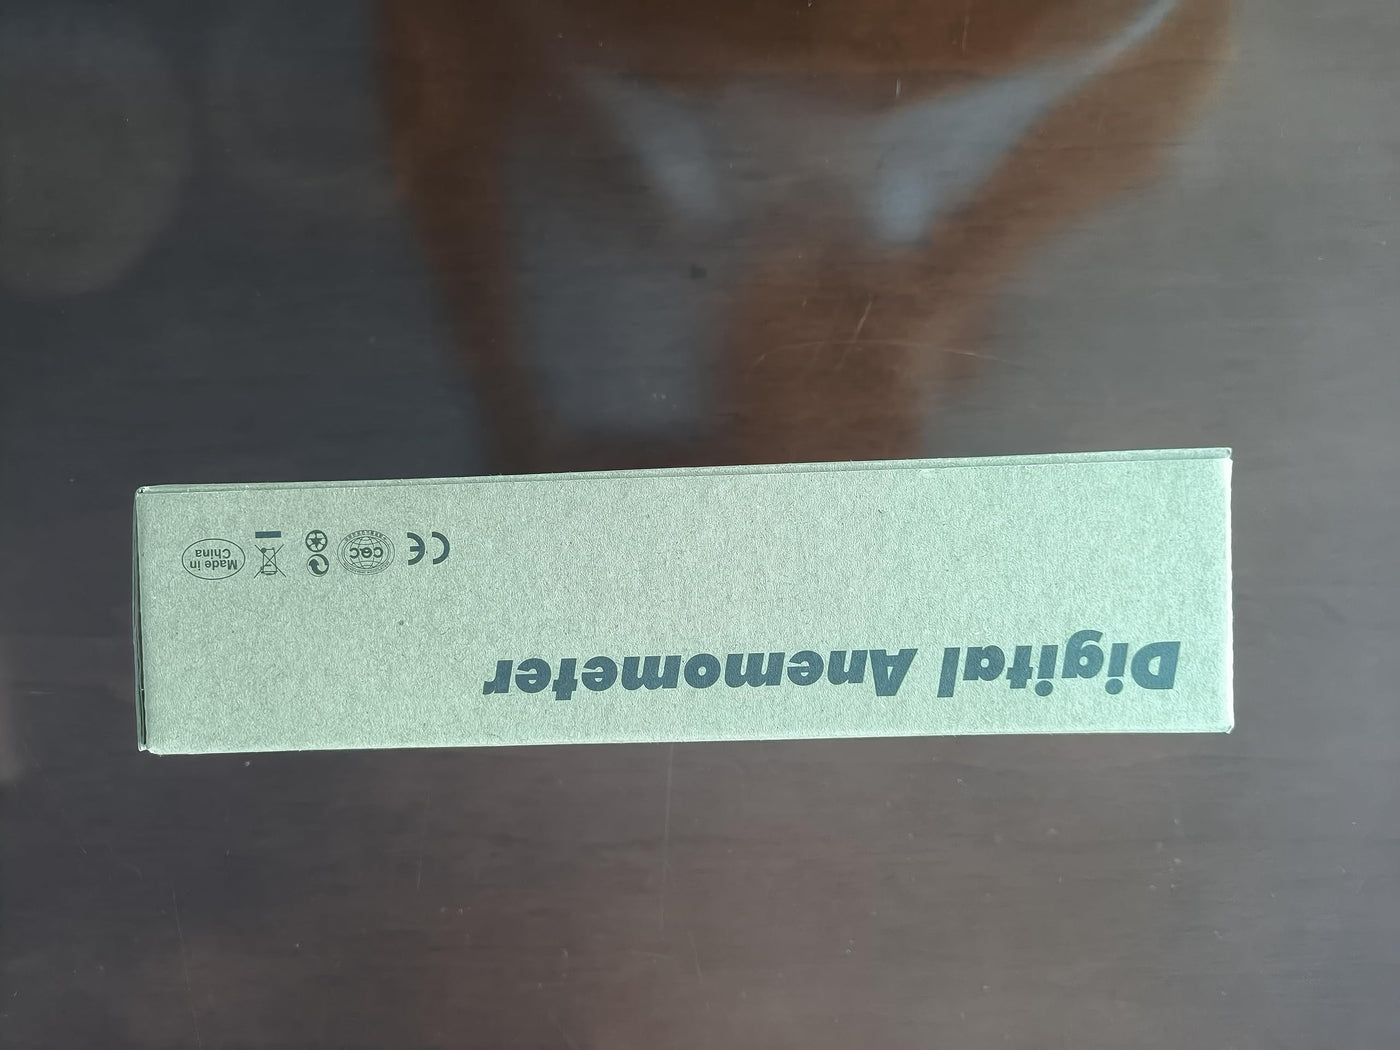 Digital Anemometer
CE
CQC
Made in
China